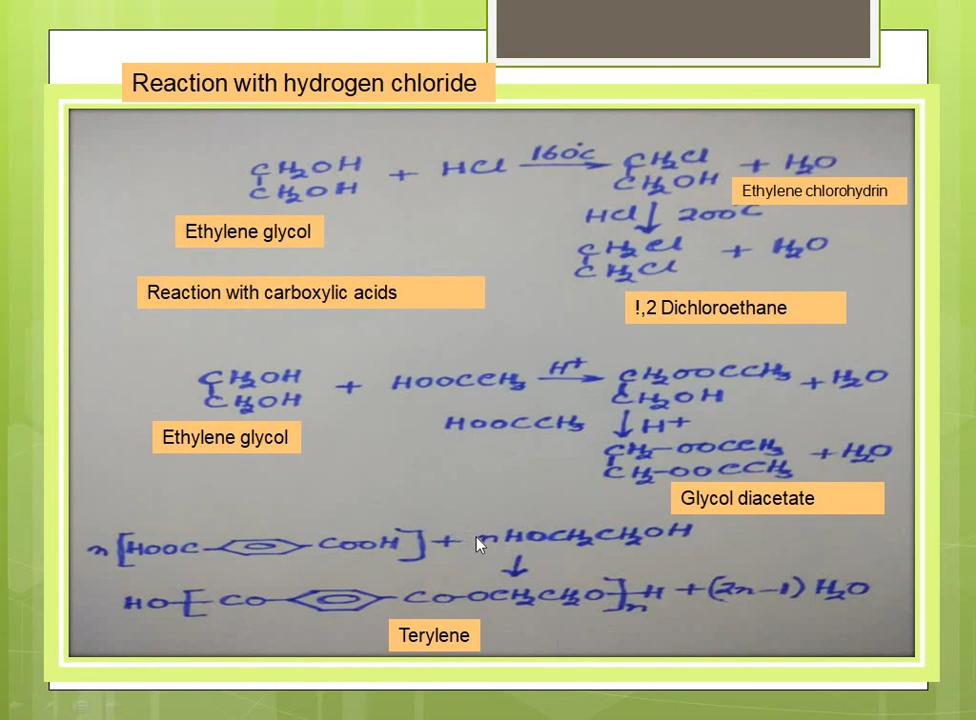 Reaction with hydrogen chloride
CH₂OH + HCl 160°C CH₂Cl + H₂O
CH₂OH CH₂OH
Ethylene chlorohydrin
HCl 200°C
Ethylene glycol
CH₂Cl + H₂O
CH₂Cl
Reaction with carboxylic acids
!,2 Dichloroethane
CH₂OH + HOOCCH₃ H⁺ CH₂OOCCH₃ + H₂O
CH₂OH CH₂OH
HOOCCH₃ H+
Ethylene glycol
CH₂-OOCCH₃ + H₂O
CH₂-OOCCH₃
Glycol diacetate
n[HOOC- COOH] + nHOCH₂CH₂OH
HO-[CO- CO-OCH₂CH₂O-]ₙH + (2n-1) H₂O
Terylene